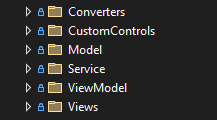 Converters
CustomControls
Model
Service
ViewModel
Views